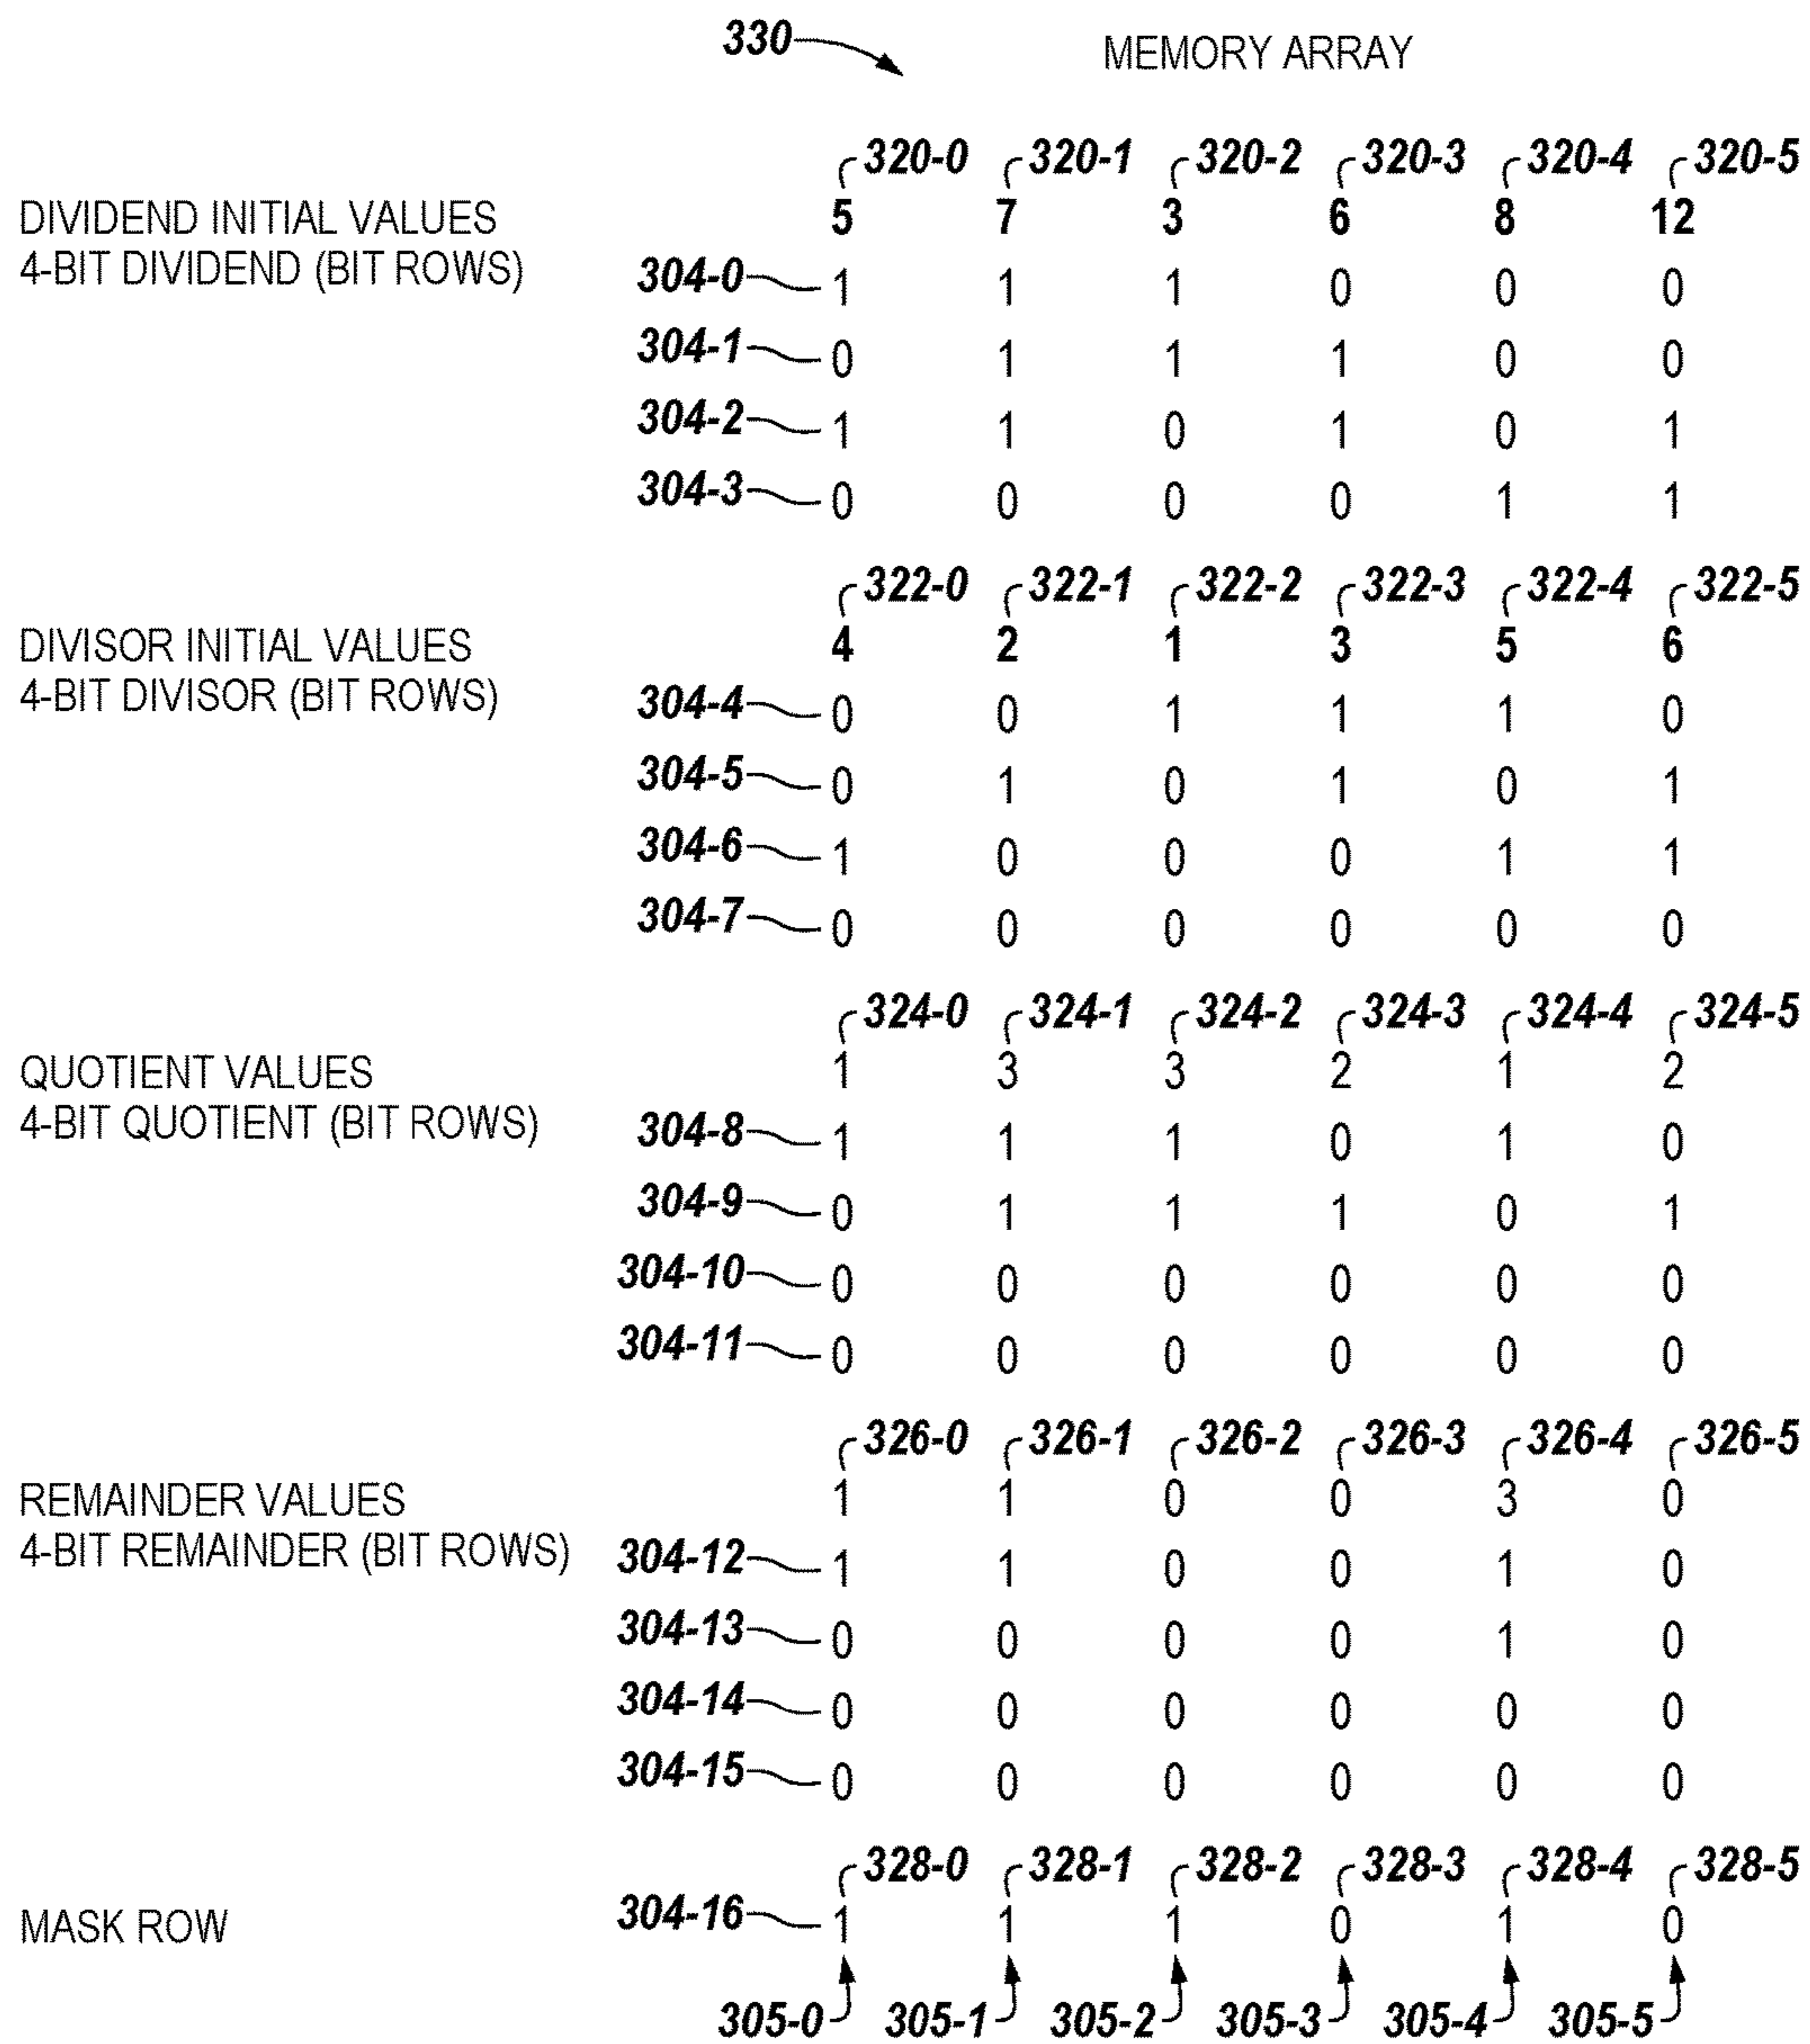 330 MEMORY ARRAY
320-0 320-1 320-2 320-3 320-4 320-5
DIVIDEND INITIAL VALUES 5 7 3 6 8 12
4-BIT DIVIDEND (BIT ROWS)
304-0 1 1 1 0 0 0
304-1 0 1 1 1 0 0
304-2 1 1 0 1 0 1
304-3 0 0 0 0 1 1
322-0 322-1 322-2 322-3 322-4 322-5
DIVISOR INITIAL VALUES 4 2 1 3 5 6
4-BIT DIVISOR (BIT ROWS)
304-4 0 0 1 1 1 0
304-5 0 1 0 1 0 1
304-6 1 0 0 0 1 1
304-7 0 0 0 0 0 0
324-0 324-1 324-2 324-3 324-4 324-5
QUOTIENT VALUES 1 3 3 2 1 2
4-BIT QUOTIENT (BIT ROWS)
304-8 1 1 1 0 1 0
304-9 0 1 1 1 0 1
304-10 0 0 0 0 0 0
304-11 0 0 0 0 0 0
326-0 326-1 326-2 326-3 326-4 326-5
REMAINDER VALUES 1 1 0 0 3 0
4-BIT REMAINDER (BIT ROWS)
304-12 1 1 0 0 1 0
304-13 0 0 0 0 1 0
304-14 0 0 0 0 0 0
304-15 0 0 0 0 0 0
328-0 328-1 328-2 328-3 328-4 328-5
MASK ROW 304-16 1 1 1 0 1 0
305-0 305-1 305-2 305-3 305-4 305-5